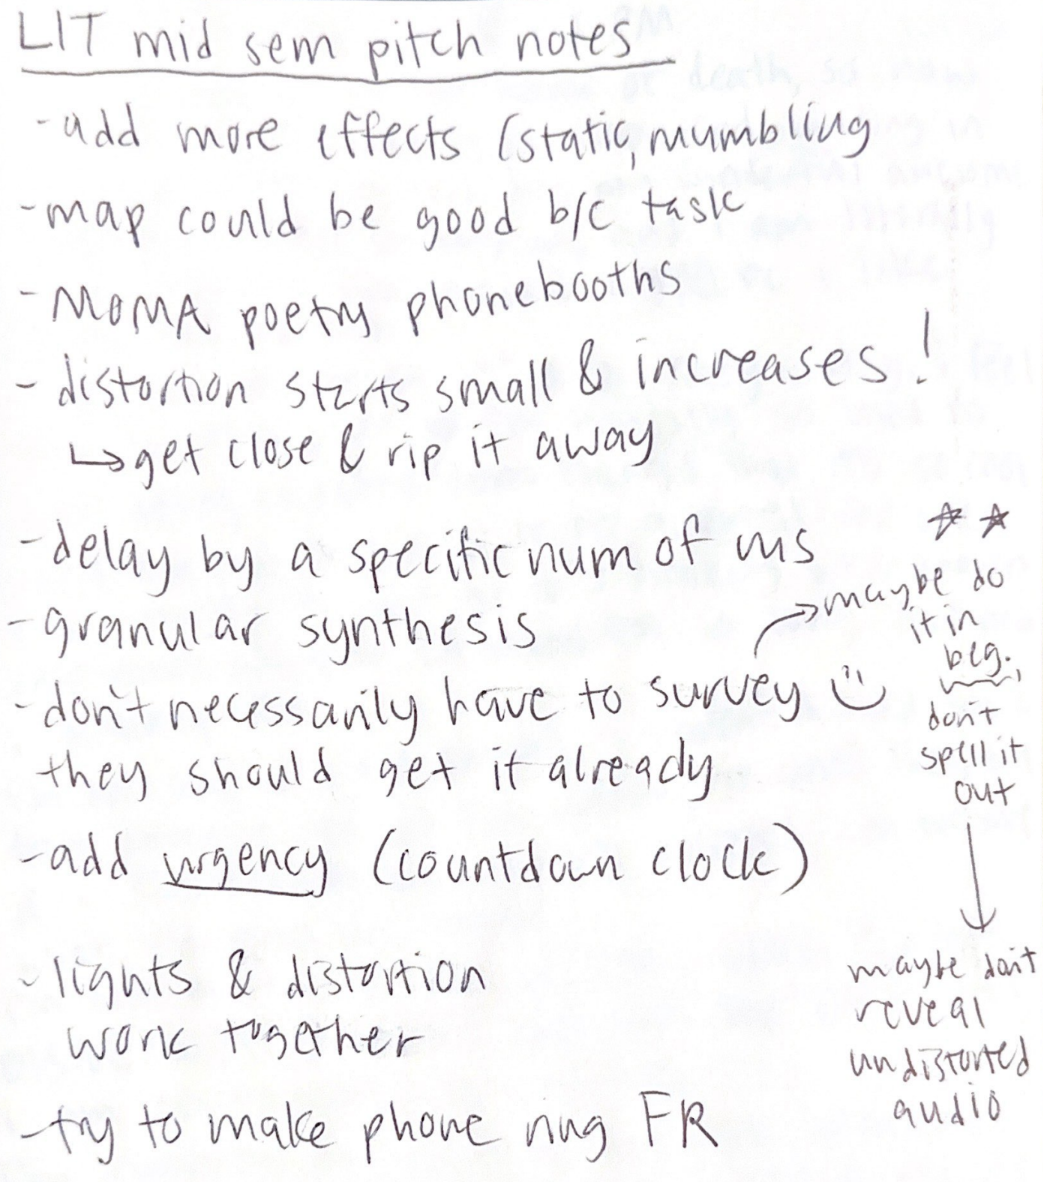 LIT mid sem pitch notes
-add more effects (static, mumbling
-map could be good b/c task
-MOMA poetry phonebooths
- distortion starts small & increases!
↳get close & rip it away
-delay by a specific num of ms
-granular synthesis
-don't necessarily have to survey
they should get it already
→maybe do
it in
beg.
don't
spell it
out
-add urgency (countdown clock)
- lights & distortion
work together
maybe don't
reveal
undistorted
audio
-try to make phone ring FR